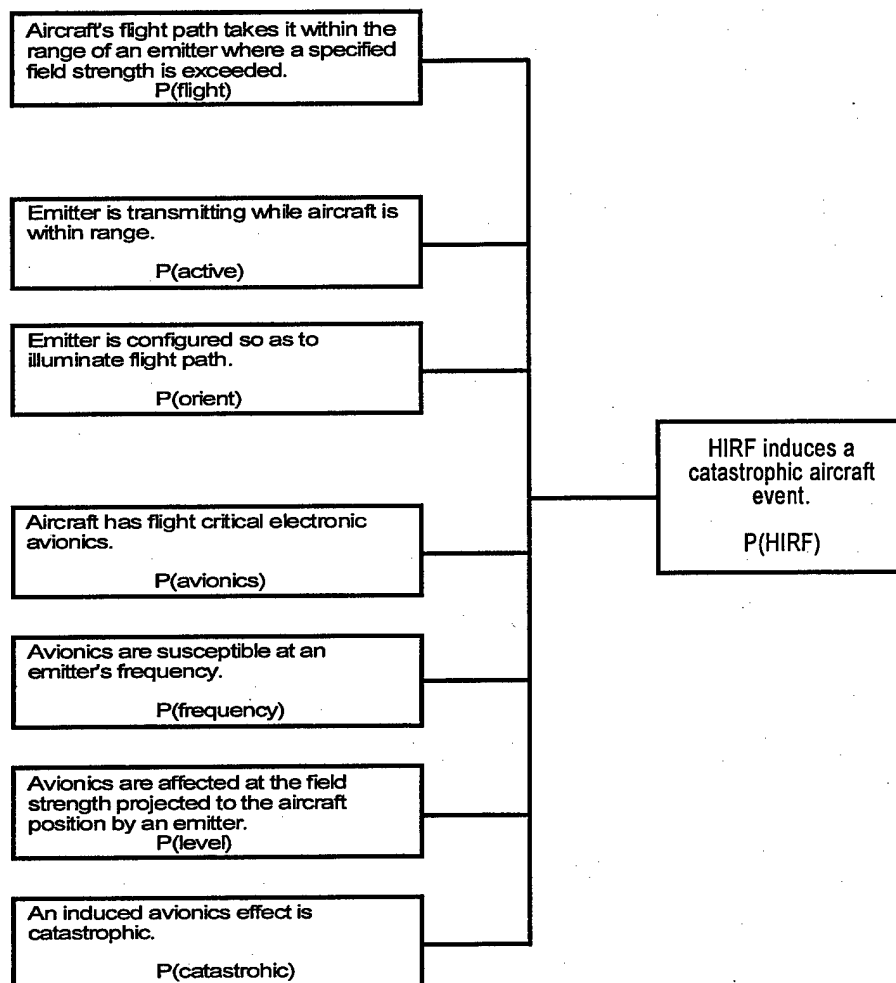 Aircraft's flight path takes it within the
range of an emitter where a specified
field strength is exceeded.
P(flight)
Emitter is transmitting while aircraft is
within range.
P(active)
Emitter is configured so as to
illuminate flight path.
P(orient)
Aircraft has flight critical electronic
avionics.
P(avionics)
Avionics are susceptible at an
emitter's frequency.
P(frequency)
Avionics are affected at the field
strength projected to the aircraft
position by an emitter.
P(level)
An induced avionics effect is
catastrophic.
P(catastrohic)
HIRF induces a
catastrophic aircraft
event.
P(HIRF)